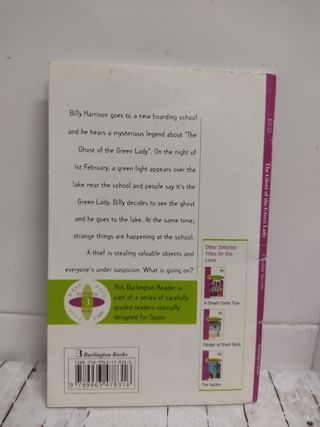 Billy Harrison goes to a new boarding school
and he hears a mysterious legend about "The
Ghost of the Green Lady". On the night of
1st February, a green light appears over the
lake near the school and people say it's the
Green Lady. Billy decides to see the ghost
and he goes to the lake. At the same time,
strange things are happening at the school.
A thief is stealing valuable objects and
everyone's under suspicion. What is going on?
3
This Burlington Reader is
part of a series of carefully
graded readers specially
designed for Spain.
Other Selected
Titles for this
Level:
A Dream Come True
Danger at Shark Rock
The Hacker
3 Burlington Books
9 789963 478316
The Ghost of the Green Lady